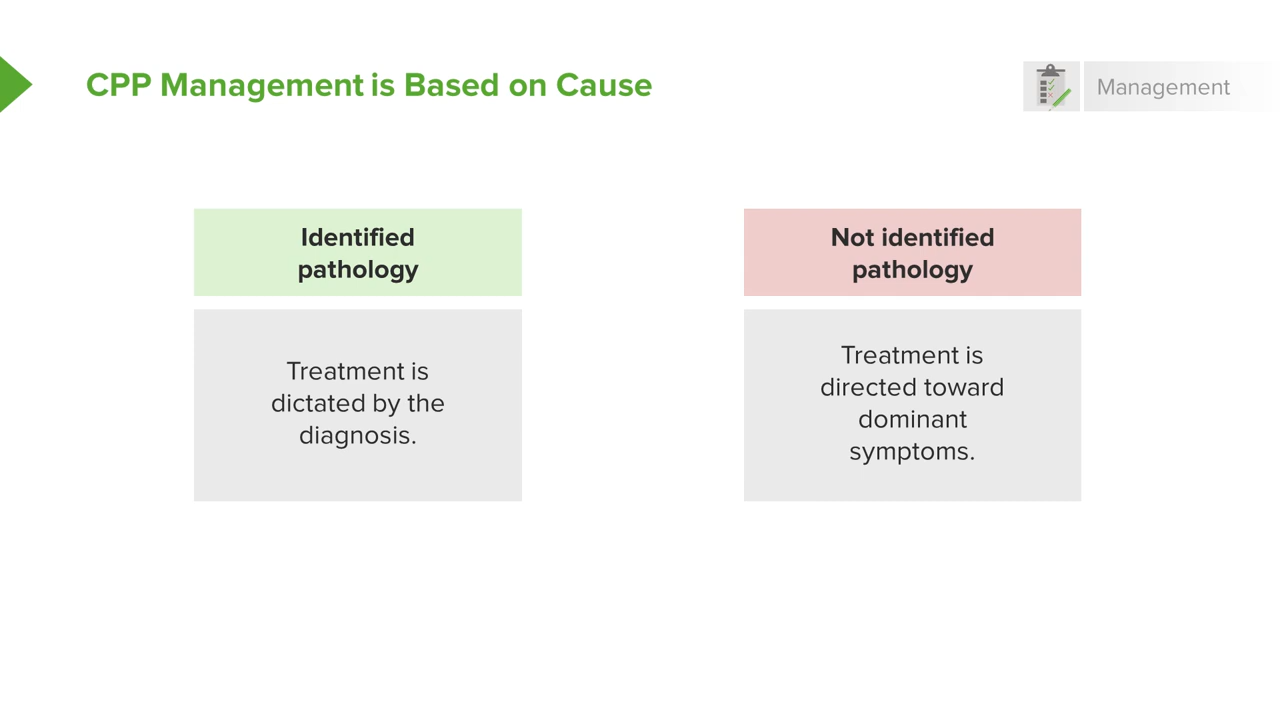 CPP Management is Based on Cause
Management
Identified
pathology
Treatment is
dictated by the
diagnosis.
Not identified
pathology
Treatment is
directed toward
dominant
symptoms.